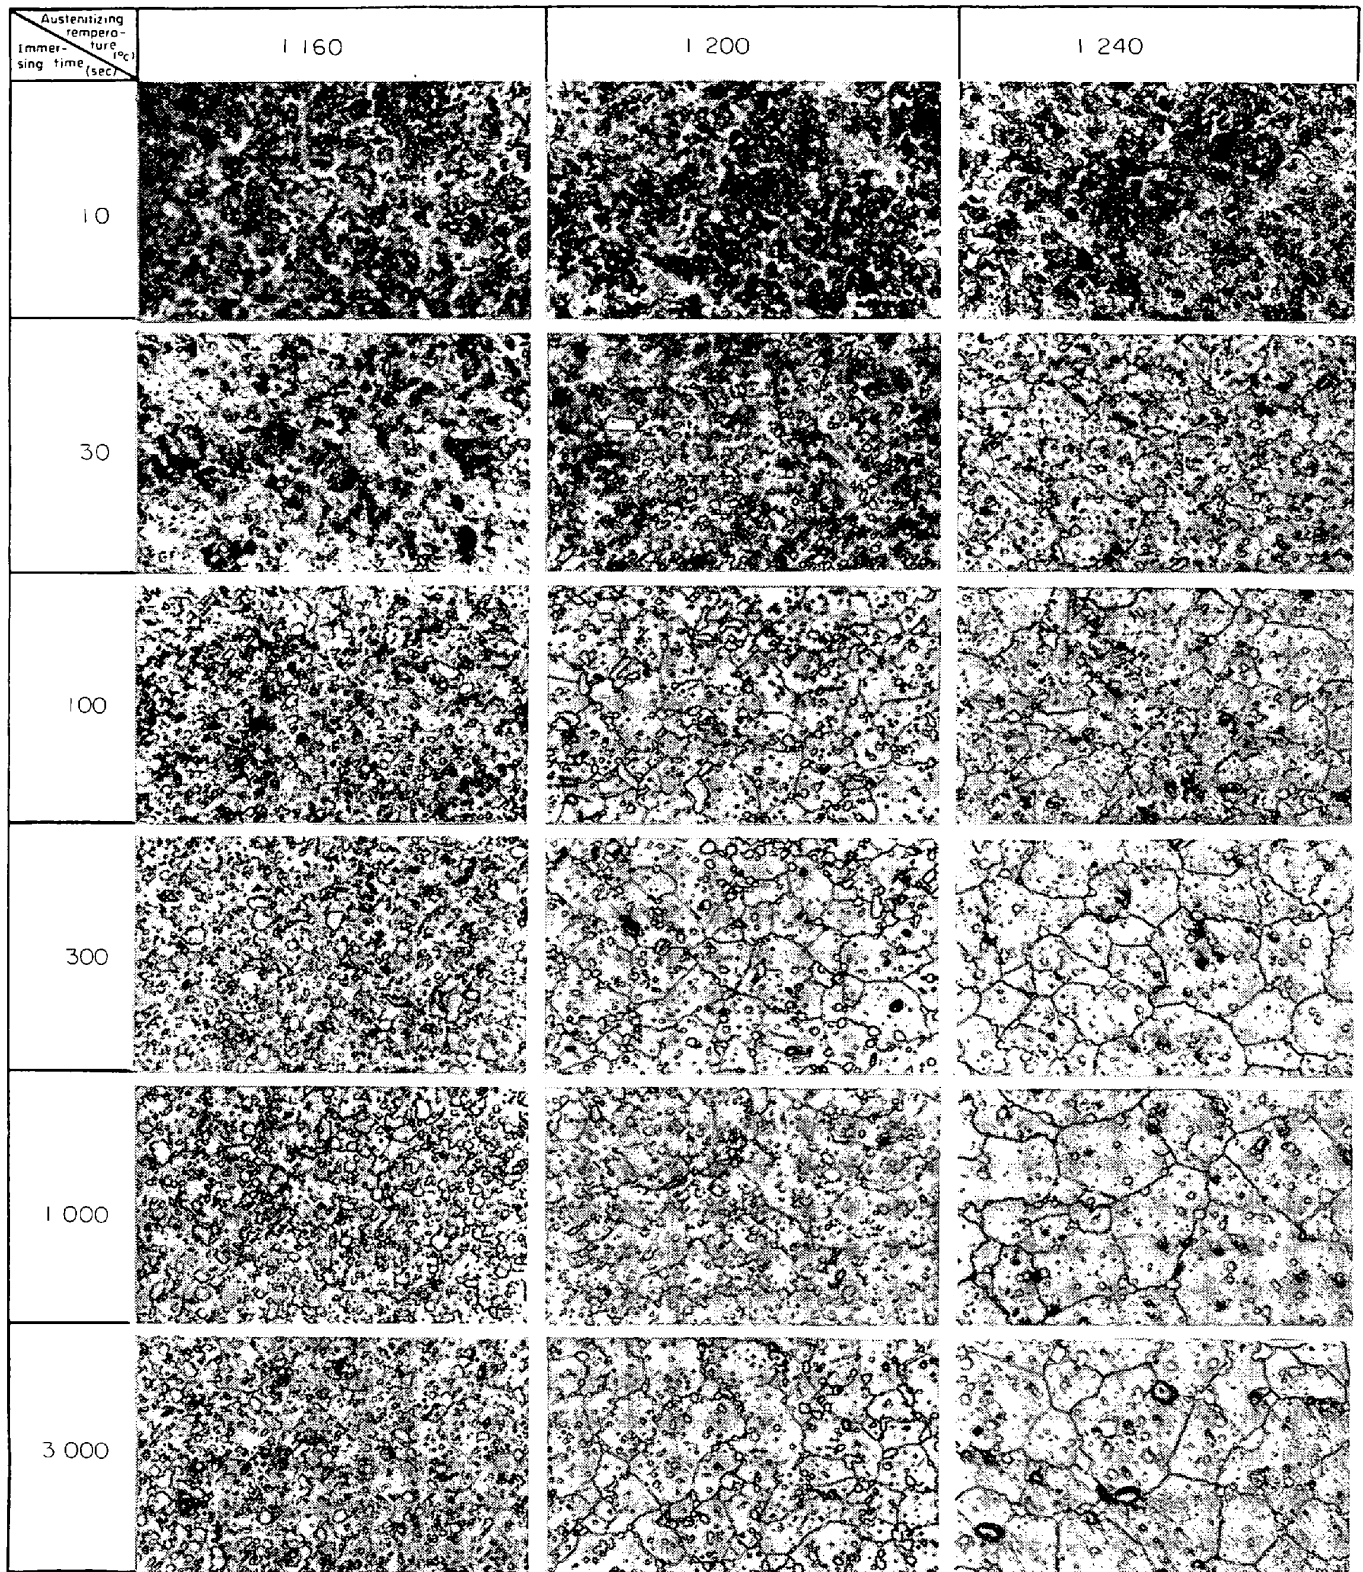 Austenitizing
tempera-
ture
(°c)
Immer-
sing time
(sec)
1 160
1 200
1 240
10
30
100
300
1 000
3 000